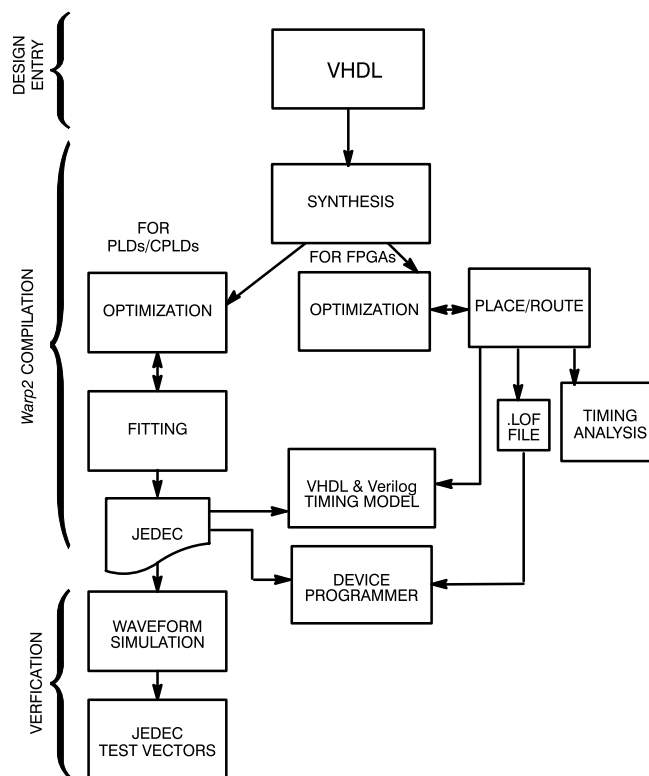 DESIGN
ENTRY
VHDL
SYNTHESIS
FOR
PLDs/CPLDs
FOR FPGAs
OPTIMIZATION
OPTIMIZATION
PLACE/ROUTE
Warp2 COMPILATION
FITTING
.LOF
FILE
TIMING
ANALYSIS
VHDL & Verilog
TIMING MODEL
JEDEC
DEVICE
PROGRAMMER
VERFICATION
WAVEFORM
SIMULATION
JEDEC
TEST VECTORS